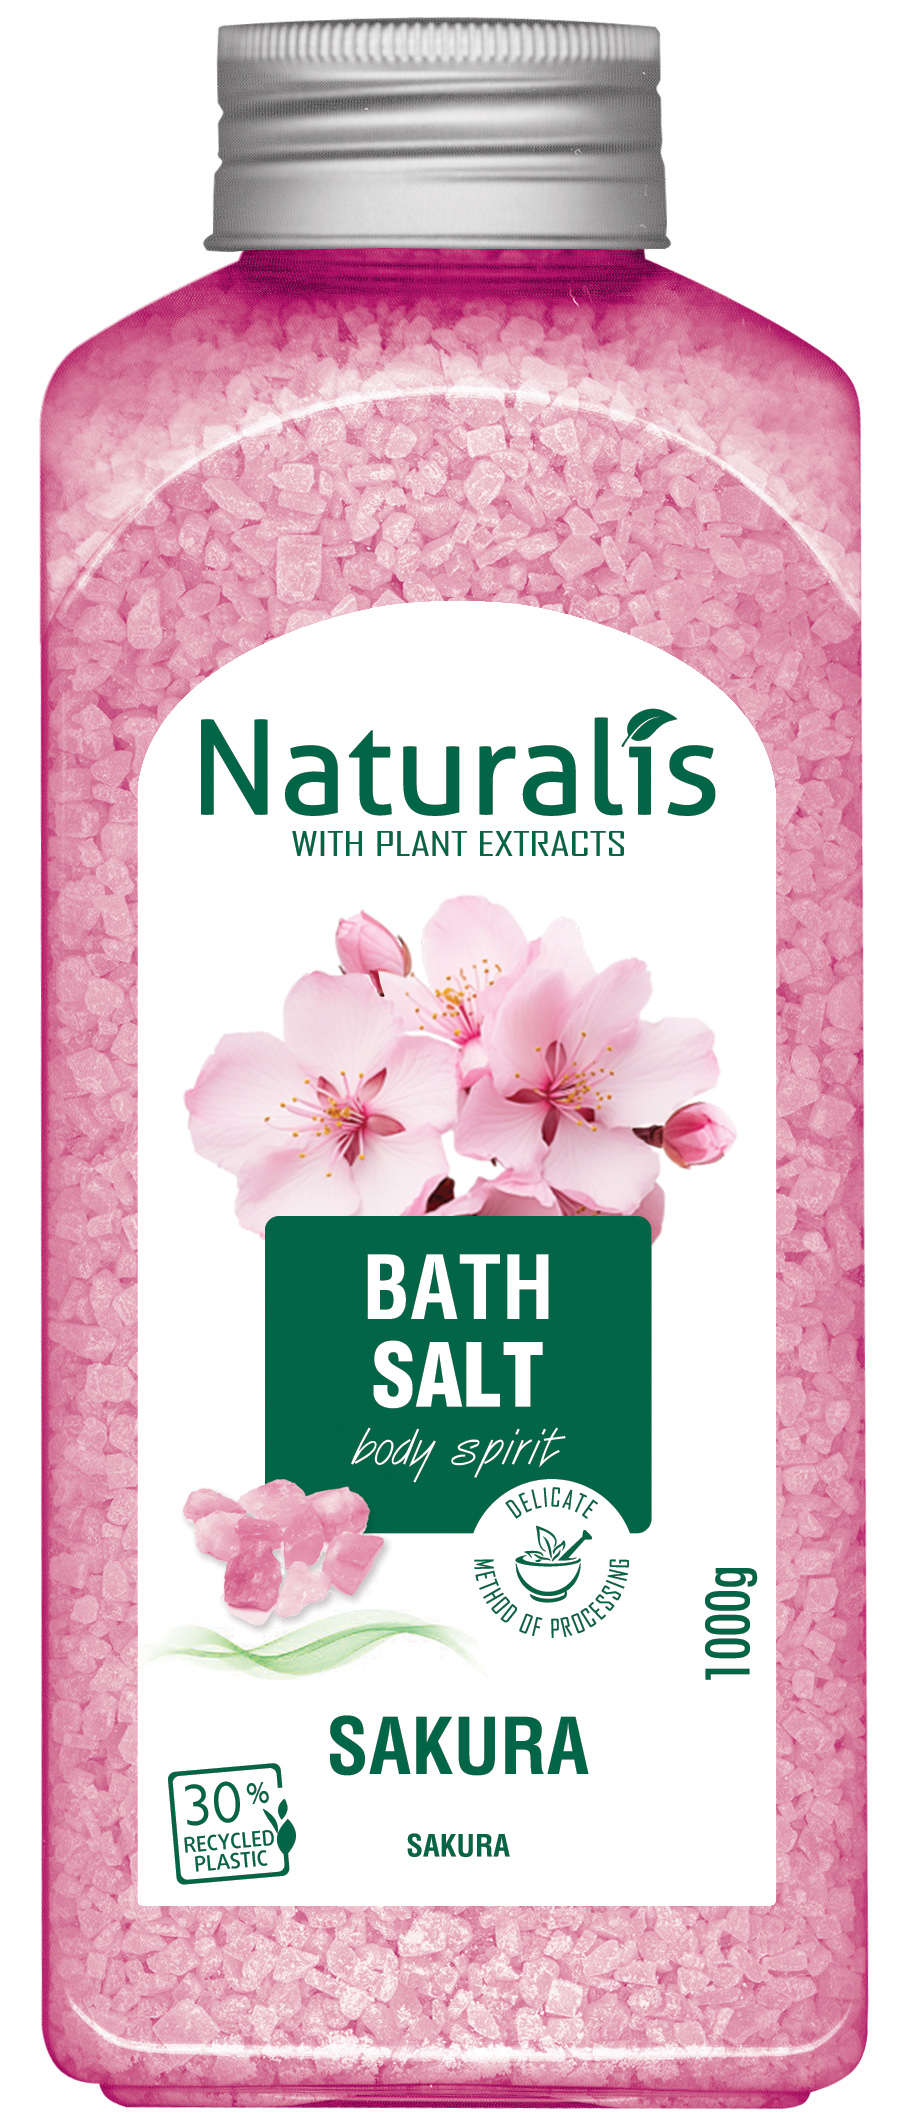 Naturalis
WITH PLANT EXTRACTS
BATH
SALT
body spirit
DELICATE
METHOD OF PROCESSING
1000g
SAKURA
30%
RECYCLED
PLASTIC
SAKURA